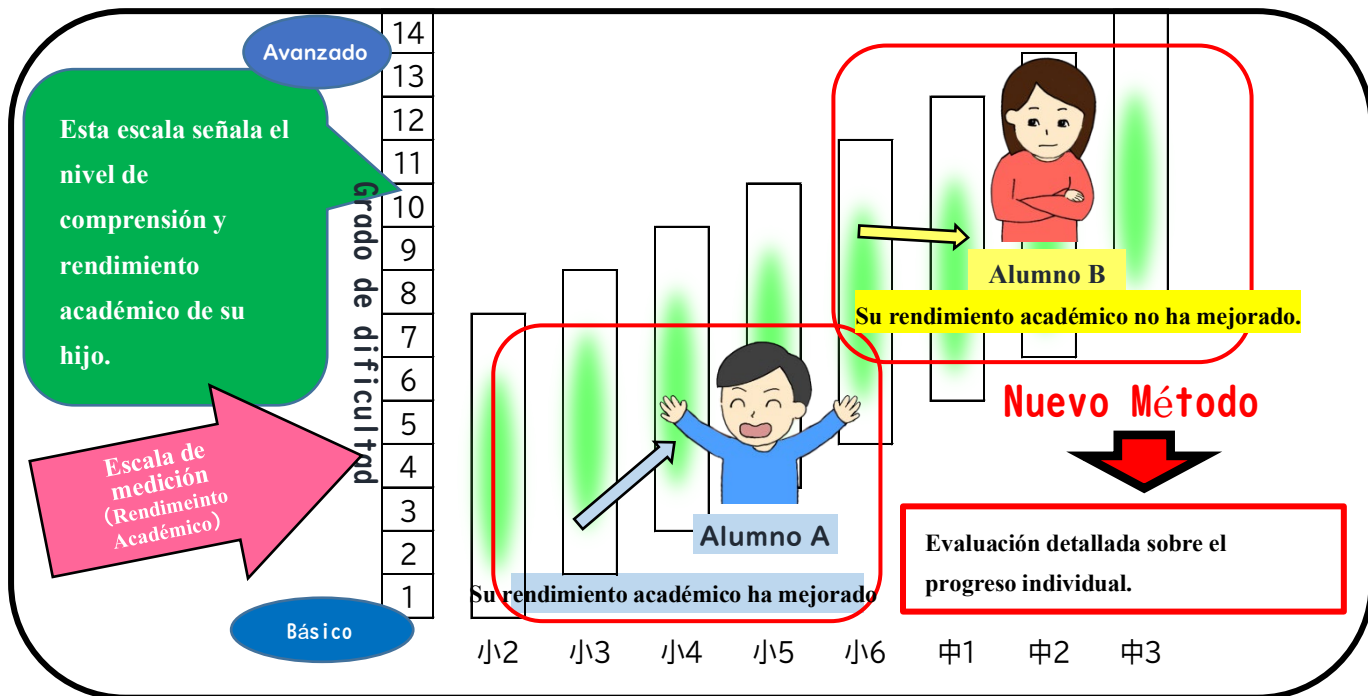 Avanzado
Esta escala señala el
nivel de
comprensión y
rendimiento
académico de su
hijo.
Escala de
medición
(Rendimeinto
Académico)
Básico
Grado de dificultad
14
13
12
11
10
9
8
7
6
5
4
3
2
1
Alumno B
Su rendimiento académico no ha mejorado.
Alumno A
Su rendimiento académico ha mejorado
Nuevo Método
Evaluación detallada sobre el
progreso individual.
小2 小3 小4 小5 小6 中1 中2 中3